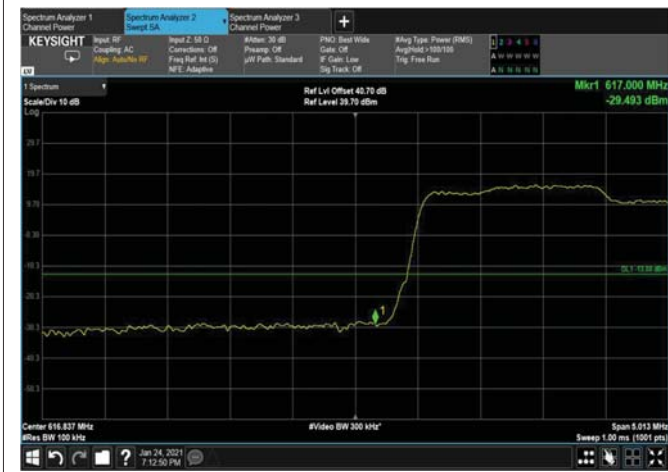 Spectrum Analyzer 1
Channel Power
Spectrum Analyzer 2
Swept SA
Spectrum Analyzer 3
Channel Power
KEYSIGHT
Input: RF
Coupling: AC
Align: Auto/No RF
Input Z: 50 Ω
Corrections: Off
Freq Ref: Int (S)
NFE: Adaptive
#Atten: 30 dB
Preamp: Off
µW Path: Standard
PNO: Best Wide
Gate: Off
IF Gain: Low
Sig Track: Off
#Avg Type: Power (RMS)
Avg|Hold:>100/100
Trig: Free Run
1 2 3 4 5 6
A W W W W W
A N N N N N
1 Spectrum
Scale/Div 10 dB
Log
Ref Lvl Offset 40.70 dB
Ref Level 39.70 dBm
Mkr1 617.000 MHz
-29.493 dBm
29.7
19.7
9.70
-0.30
-10.3
DL1 -13.00 dBm
-20.3
1
-30.3
-40.3
-50.3
Center 616.837 MHz
#Res BW 100 kHz
#Video BW 300 kHz*
Span 5.013 MHz
Sweep 1.00 ms (1001 pts)
Jan 24, 2021
7:12:50 PM